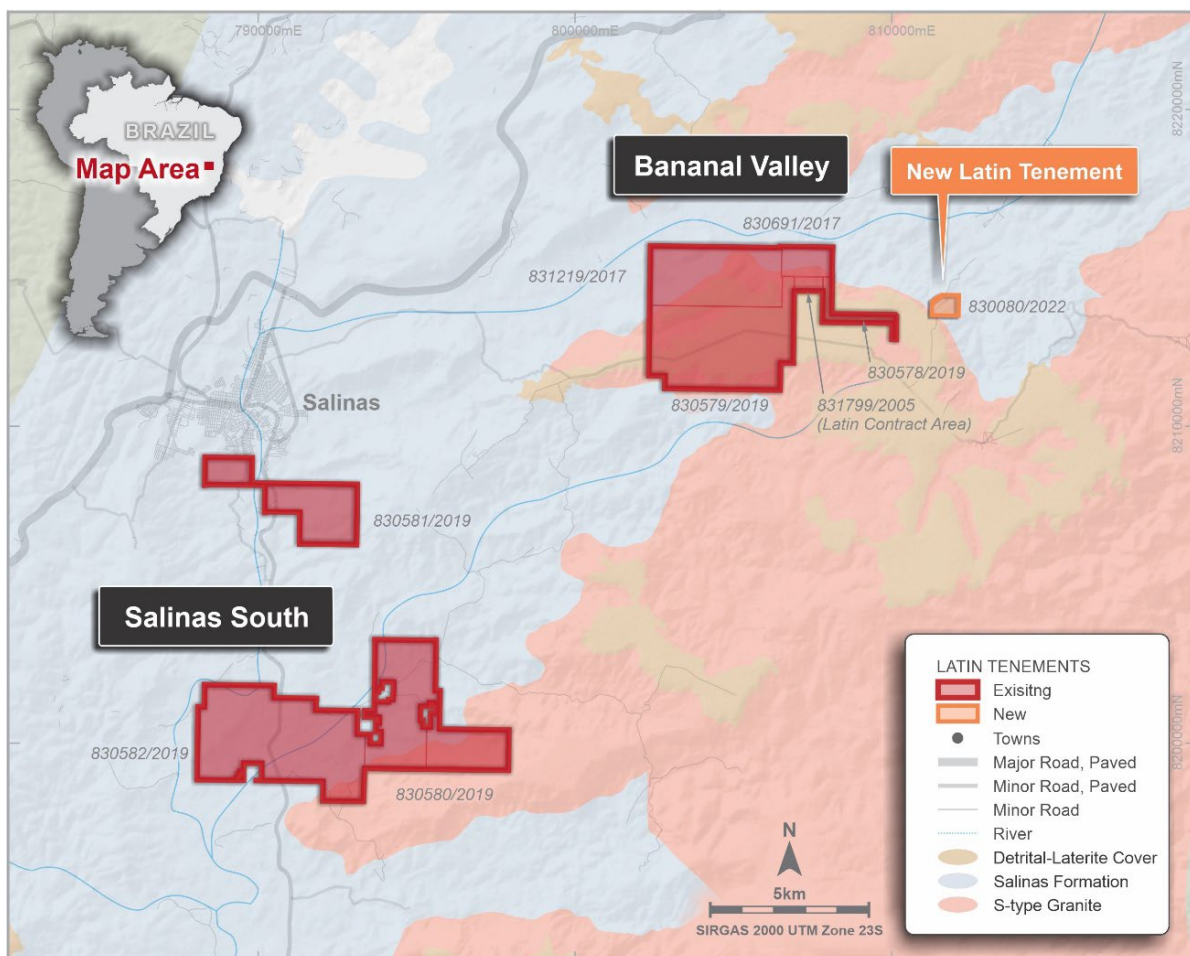 790000mE
800000mE
810000mE
8220000mN
8210000mN
8200000mN
BRAZIL
Map Area
Bananal Valley
New Latin Tenement
830691/2017
831219/2017
830080/2022
830578/2019
830579/2019
831799/2005
(Latin Contract Area)
Salinas
830581/2019
Salinas South
830582/2019
830580/2019
N
5km
SIRGAS 2000 UTM Zone 23S
LATIN TENEMENTS
Exisitng
New
Towns
Major Road, Paved
Minor Road, Paved
Minor Road
River
Detrital-Laterite Cover
Salinas Formation
S-type Granite